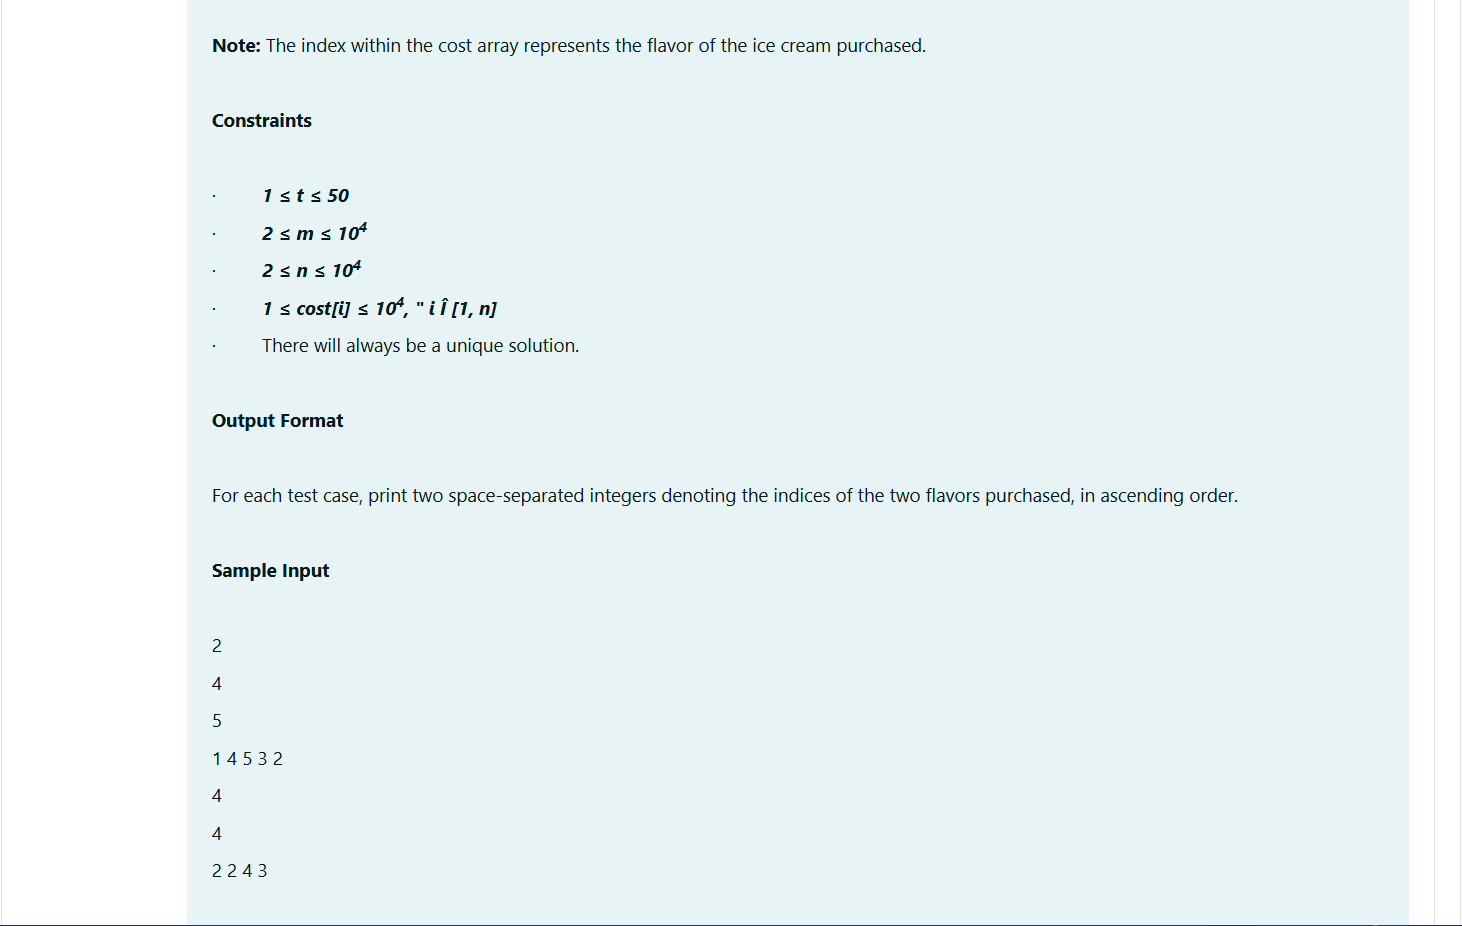 Note: The index within the cost array represents the flavor of the ice cream purchased.
Constraints
· 1 ≤ t ≤ 50
· 2 ≤ m ≤ 10⁴
· 2 ≤ n ≤ 10⁴
· 1 ≤ cost[i] ≤ 10⁴, " i Î [1, n]
· There will always be a unique solution.
Output Format
For each test case, print two space-separated integers denoting the indices of the two flavors purchased, in ascending order.
Sample Input
2
4
5
1 4 5 3 2
4
4
2 2 4 3